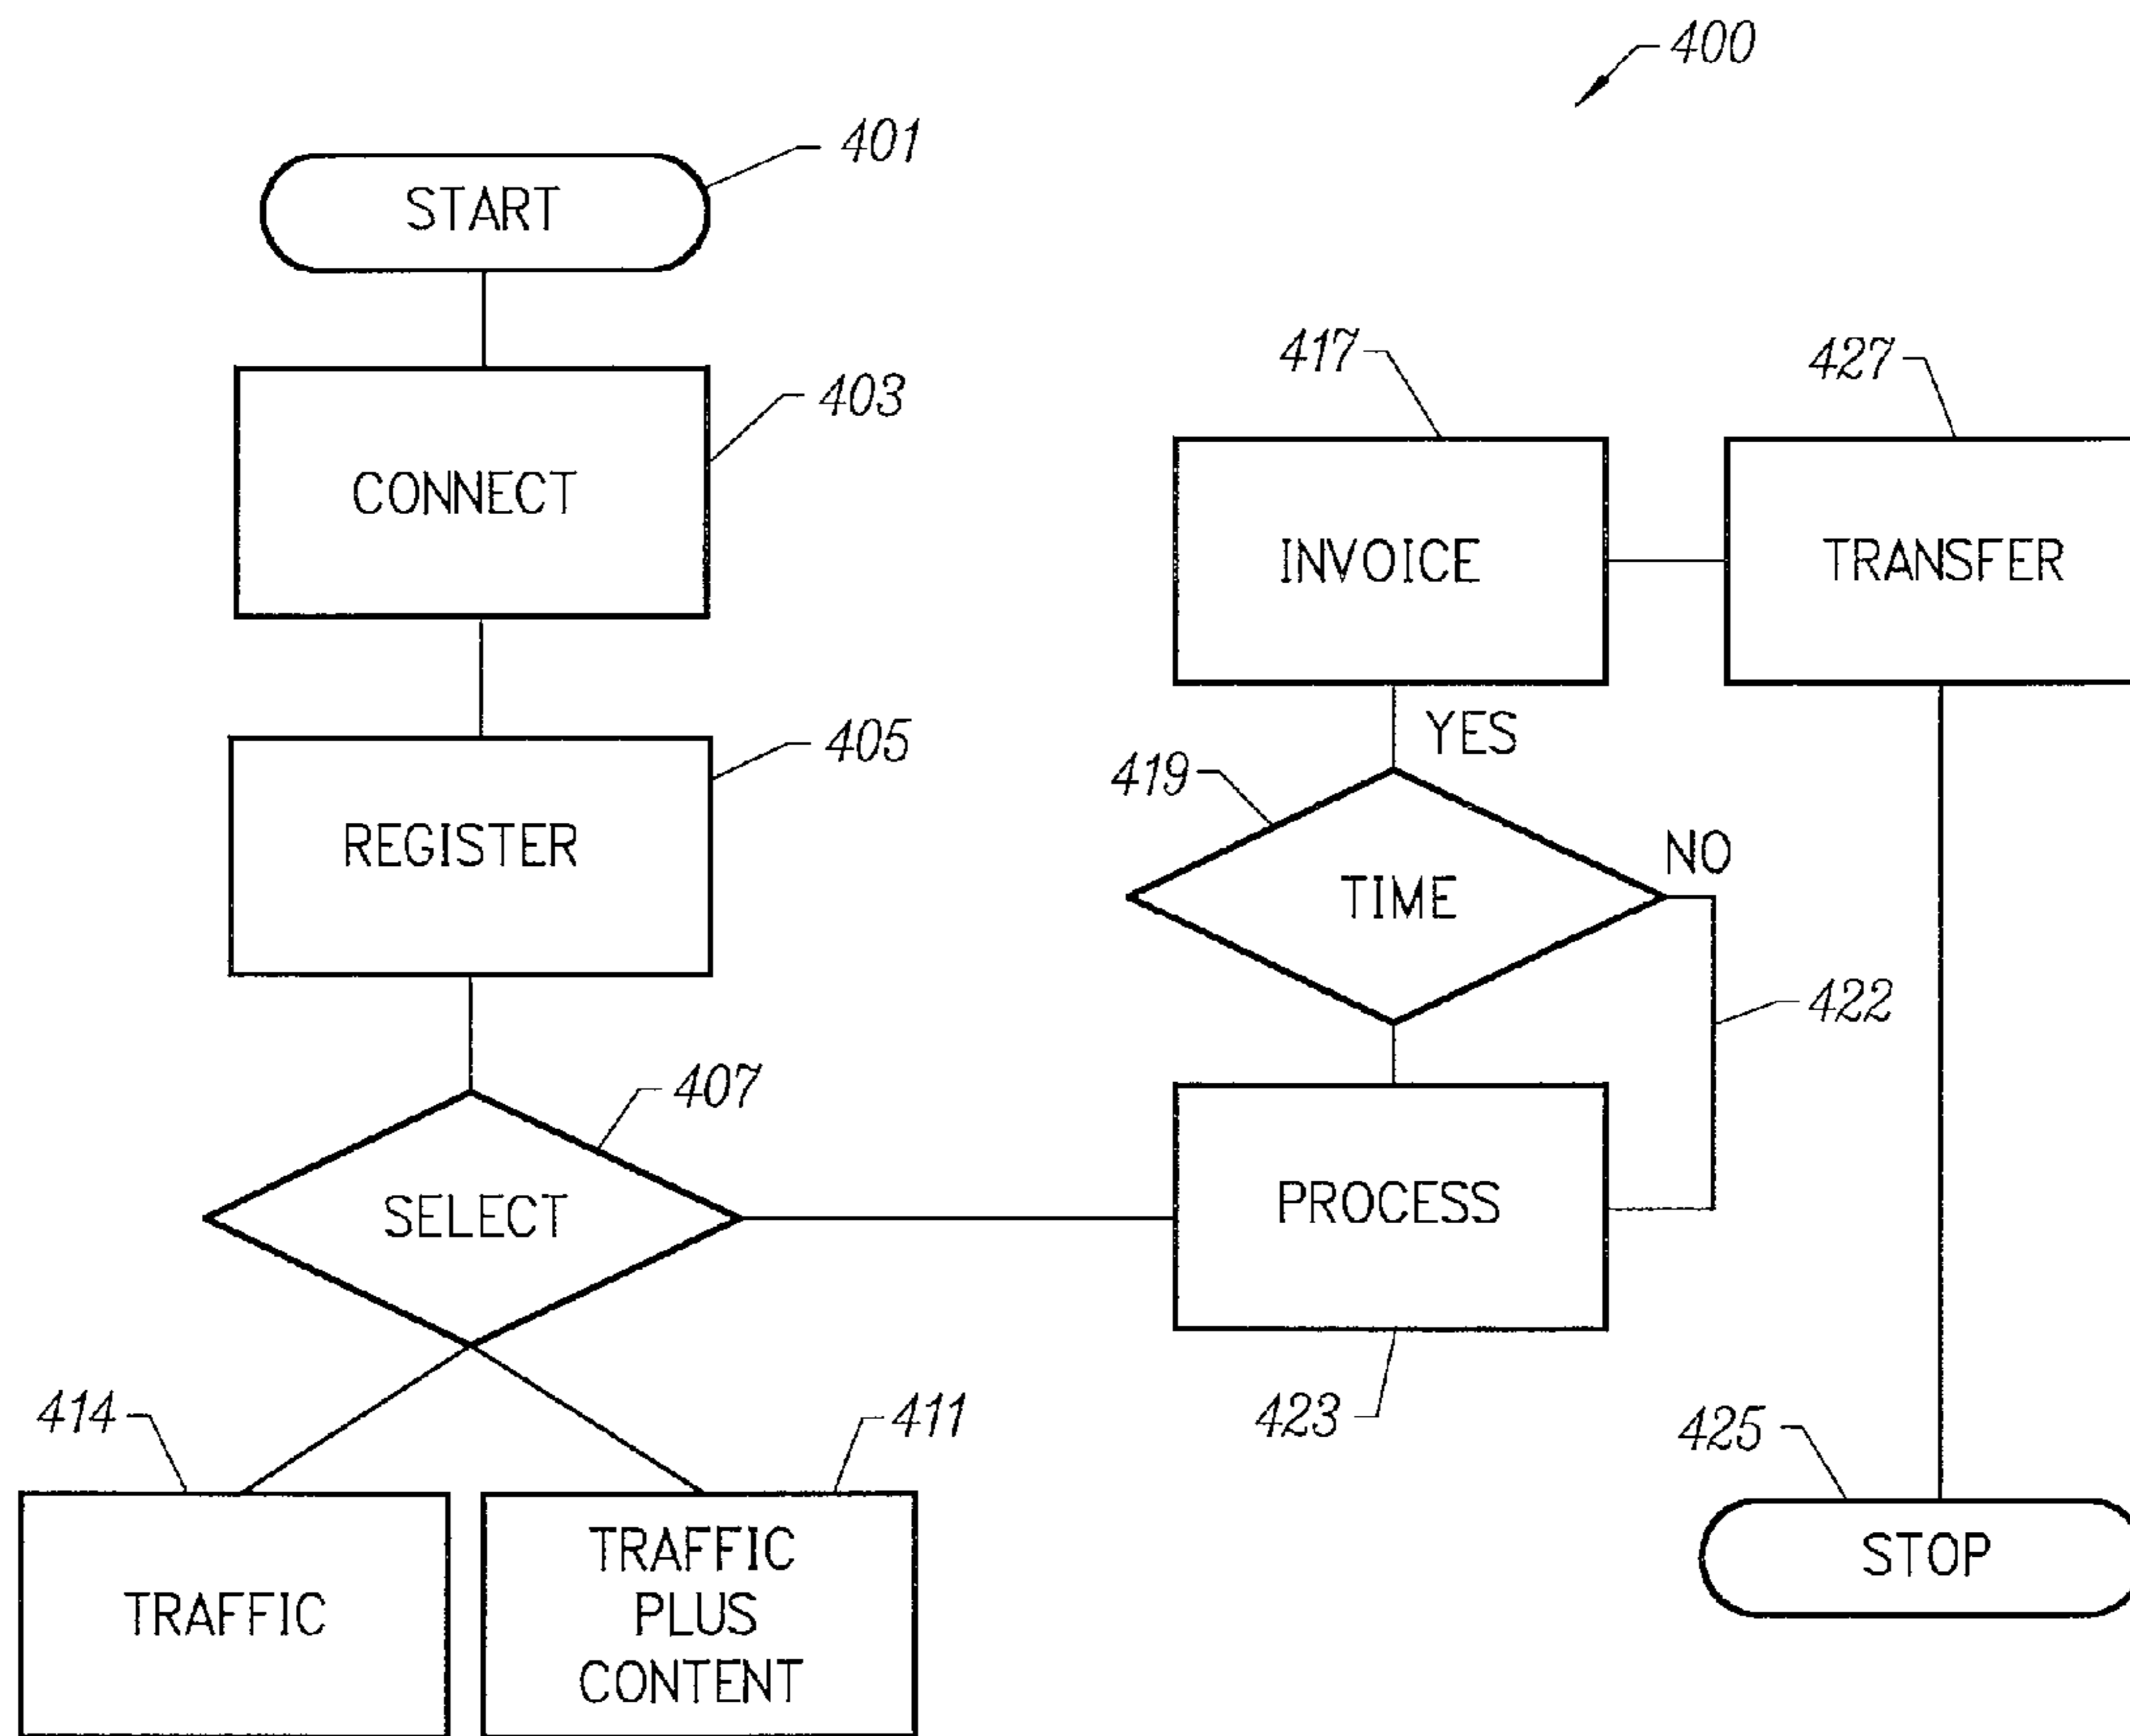 400
401
START
403
CONNECT
405
REGISTER
407
SELECT
414
TRAFFIC
411
TRAFFIC
PLUS
CONTENT
417
INVOICE
427
TRANSFER
YES
419
TIME
NO
422
PROCESS
423
425
STOP